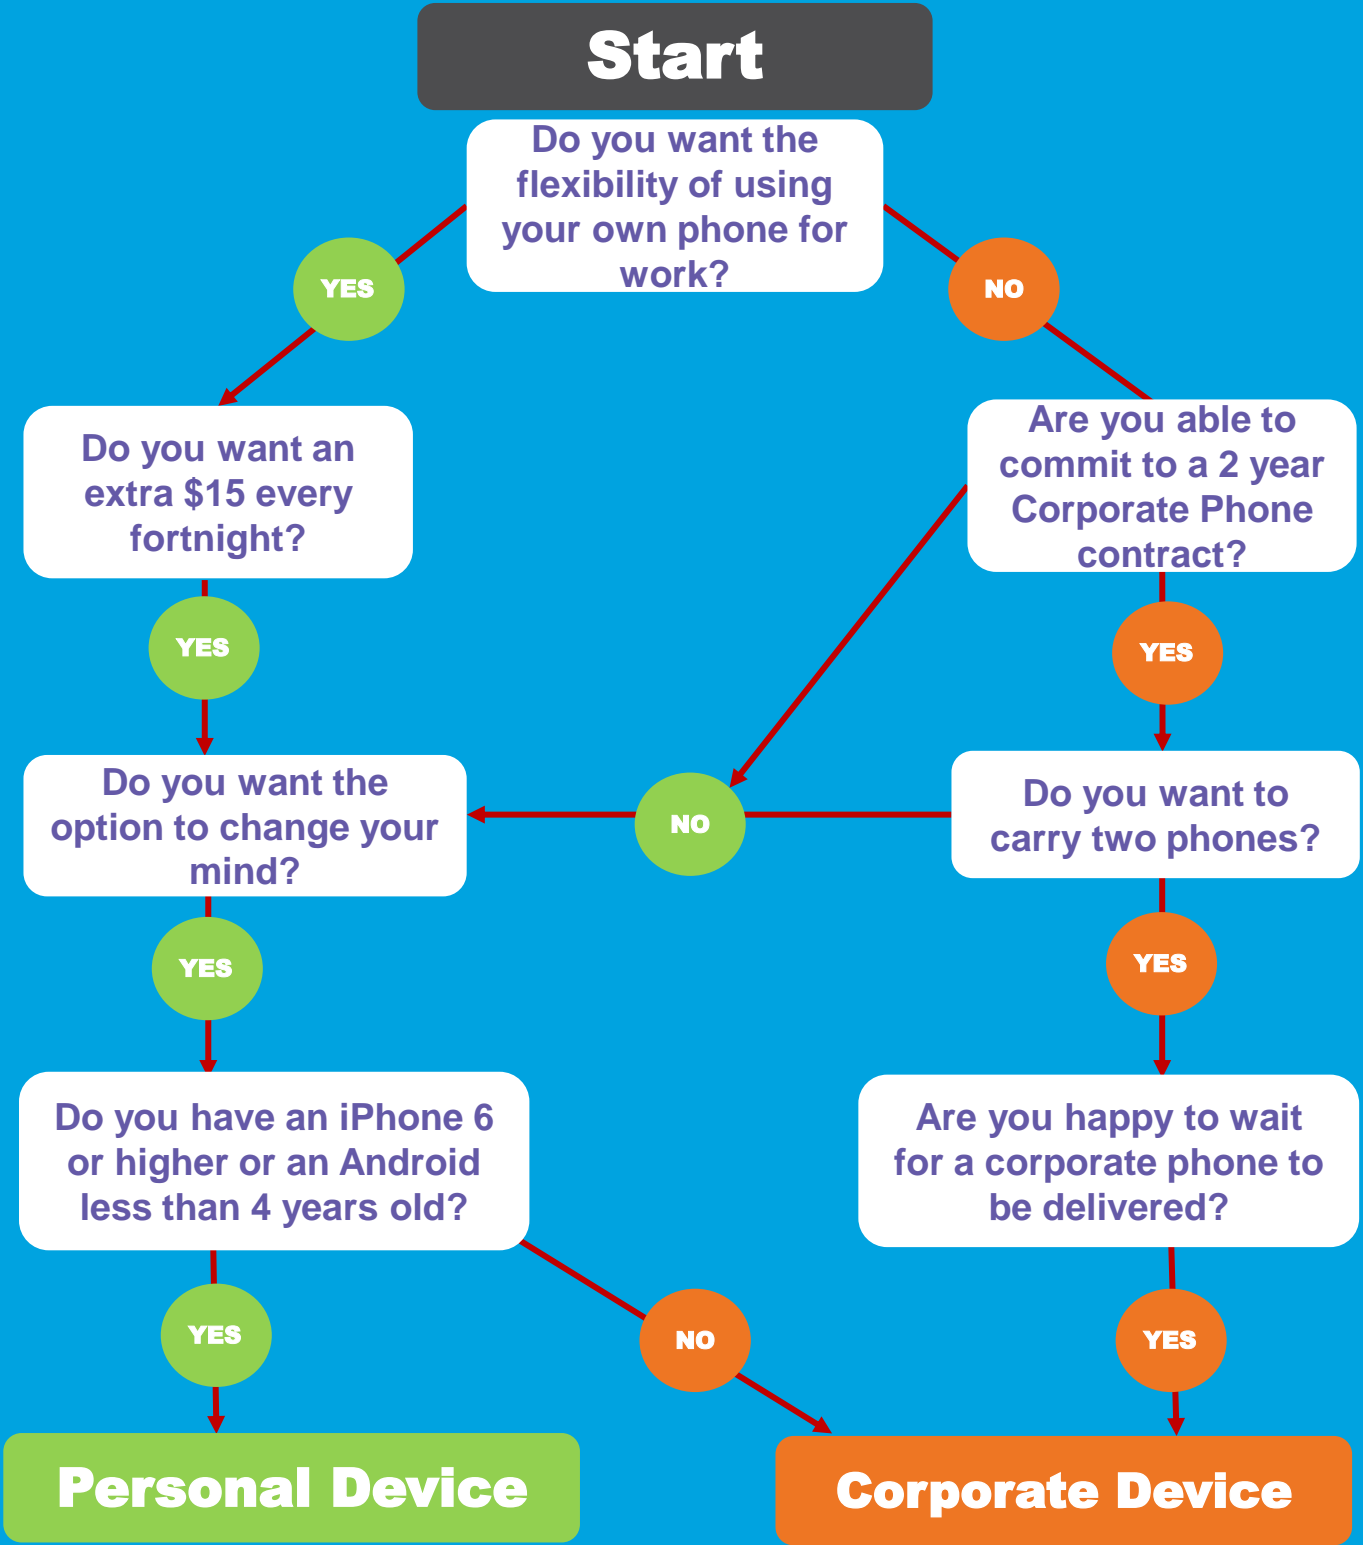 Start
Do you want the
flexibility of using
your own phone for
work?
YES
NO
Do you want an
extra $15 every
fortnight?
Are you able to
commit to a 2 year
Corporate Phone
contract?
YES
YES
Do you want the
option to change your
mind?
NO
Do you want to
carry two phones?
YES
YES
Do you have an iPhone 6
or higher or an Android
less than 4 years old?
Are you happy to wait
for a corporate phone to
be delivered?
YES
NO
YES
Personal Device
Corporate Device